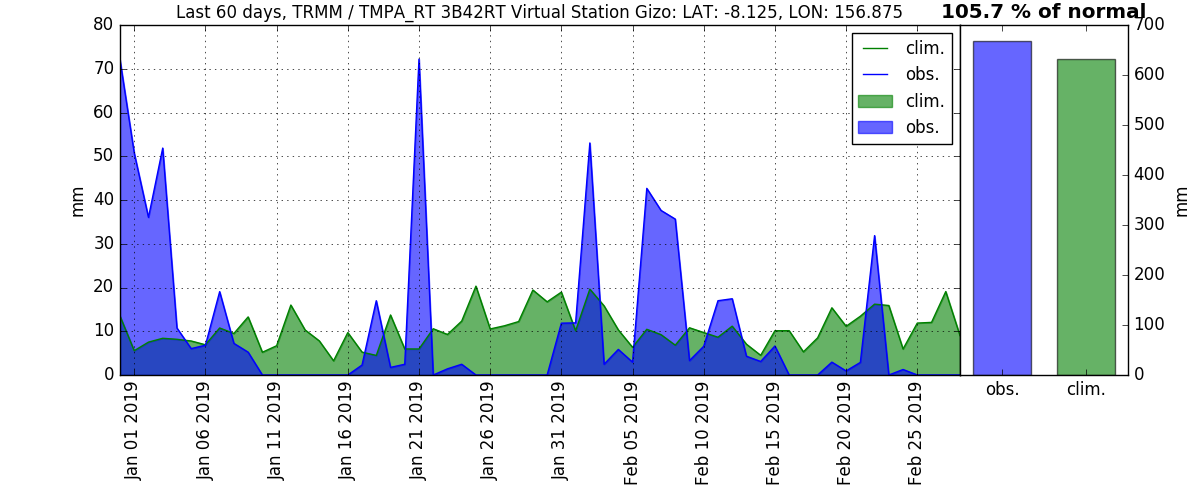 Last 60 days, TRMM / TMPA_RT 3B42RT Virtual Station Gizo: LAT: -8.125, LON: 156.875
105.7 % of normal
80
70
60
50
40
30
20
10
0
mm
clim.
obs.
clim.
obs.
Jan 01 2019
Jan 06 2019
Jan 11 2019
Jan 16 2019
Jan 21 2019
Jan 26 2019
Jan 31 2019
Feb 05 2019
Feb 10 2019
Feb 15 2019
Feb 20 2019
Feb 25 2019
700
600
500
400
300
200
100
0
mm
obs.
clim.